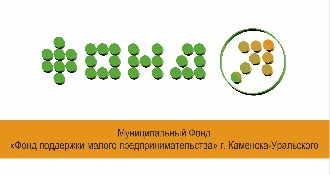 ФОНД
Муниципальный Фонд
«Фонд поддержки малого предпринимательства» г. Каменска-Уральского